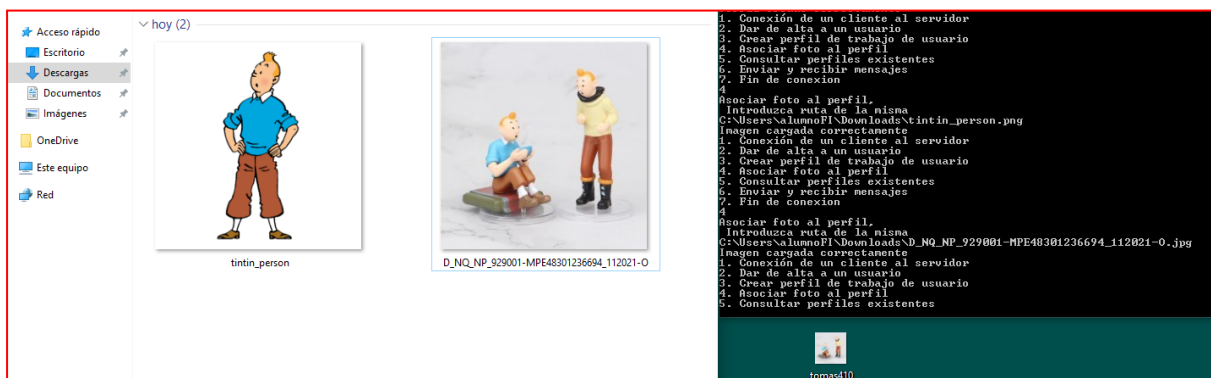 Acceso rápido
Escritorio
Descargas
Documentos
Imágenes
OneDrive
Este equipo
Red
hoy (2)
tintin_person
D_NQ_NP_929001-MPE48301236694_112021-O
1. Conexión de un cliente al servidor
2. Dar de alta a un usuario
3. Crear perfil de trabajo de usuario
4. Asociar foto al perfil
5. Consultar perfiles existentes
6. Enviar y recibir mensajes
7. Fin de conexion
4
Asociar foto al perfil,
Introduzca ruta de la misma
C:\Users\alumnoFI\Downloads\tintin_person.png
Imagen cargada correctamente
1. Conexión de un cliente al servidor
2. Dar de alta a un usuario
3. Crear perfil de trabajo de usuario
4. Asociar foto al perfil
5. Consultar perfiles existentes
6. Enviar y recibir mensajes
7. Fin de conexion
4
Asociar foto al perfil,
Introduzca ruta de la misma
C:\Users\alumnoFI\Downloads\D_NQ_NP_929001-MPE48301236694_112021-O.jpg
Imagen cargada correctamente
1. Conexión de un cliente al servidor
2. Dar de alta a un usuario
3. Crear perfil de trabajo de usuario
4. Asociar foto al perfil
5. Consultar perfiles existentes
tomas410